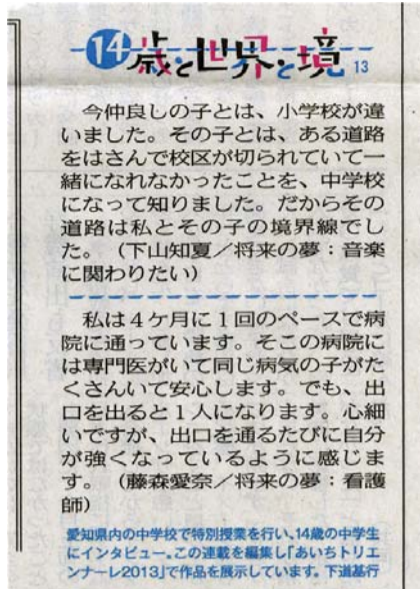 14歳と世界と境 13
今仲良しの子とは、小学校が違
いました。その子とは、ある道路
をはさんで校区が切られていて一
緒になれなかったことを、中学校
になって知りました。だからその
道路は私とその子の境界線でし
た。（下山知夏／将来の夢：音楽
に関わりたい）
私は４ケ月に１回のペースで病
院に通っています。そこの病院に
は専門医がいて同じ病気の子がた
くさんいて安心します。でも、出
口を出ると１人になります。心細
いですが、出口を通るたびに自分
が強くなっているように感じま
す。（藤森愛奈／将来の夢：看護
師）
愛知県内の中学校で特別授業を行い、14歳の中学生
にインタビュー。この連載を編集し「あいちトリエ
ンナーレ2013」で作品を展示しています。下道基行